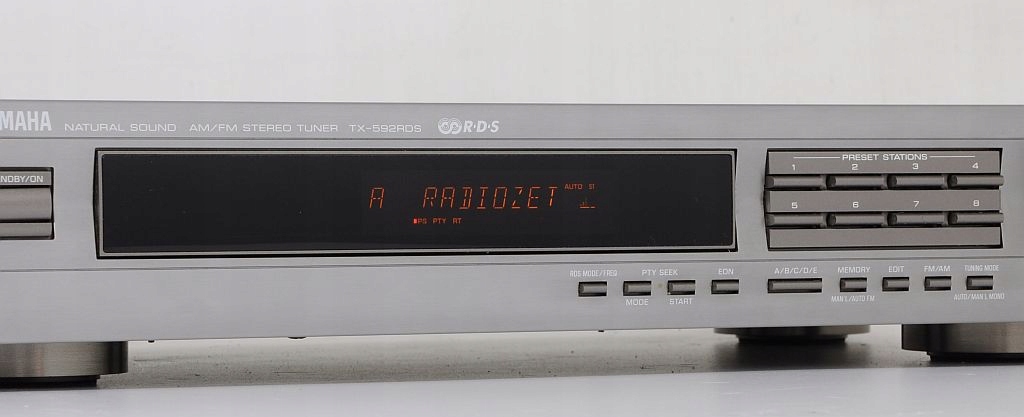 MAHA NATURAL SOUND AM/FM STEREO TUNER TX-592RDS R·D·S
NDBY/ON
A RADIOZET AUTO ST
PS PTY RT
PRESET STATIONS
1 2 3 4
5 6 7 8
RDS MODE/FREQ PTY SEEK EON A/B/C/D/E MEMORY EDIT FM/AM TUNING MODE
MODE START MAN'L/AUTO FM AUTO/MAN'L MONO